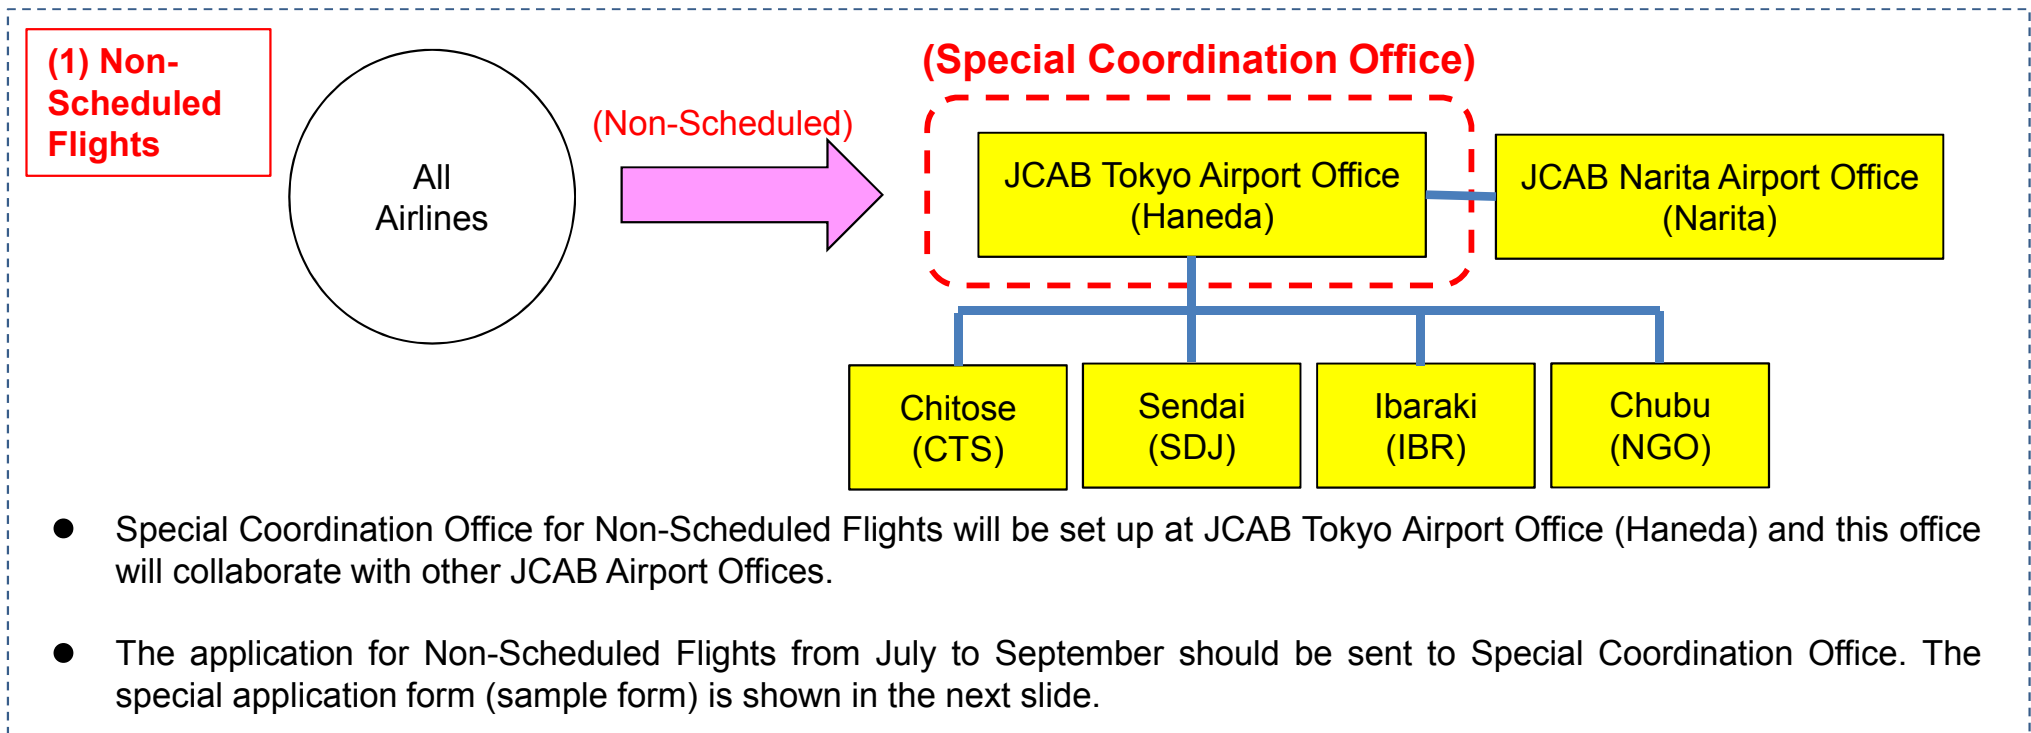 (1) Non-
Scheduled
Flights
All
Airlines
(Non-Scheduled)
(Special Coordination Office)
JCAB Tokyo Airport Office
(Haneda)
JCAB Narita Airport Office
(Narita)
Chitose
(CTS)
Sendai
(SDJ)
Ibaraki
(IBR)
Chubu
(NGO)
● Special Coordination Office for Non-Scheduled Flights will be set up at JCAB Tokyo Airport Office (Haneda) and this office
will collaborate with other JCAB Airport Offices.
● The application for Non-Scheduled Flights from July to September should be sent to Special Coordination Office. The
special application form (sample form) is shown in the next slide.